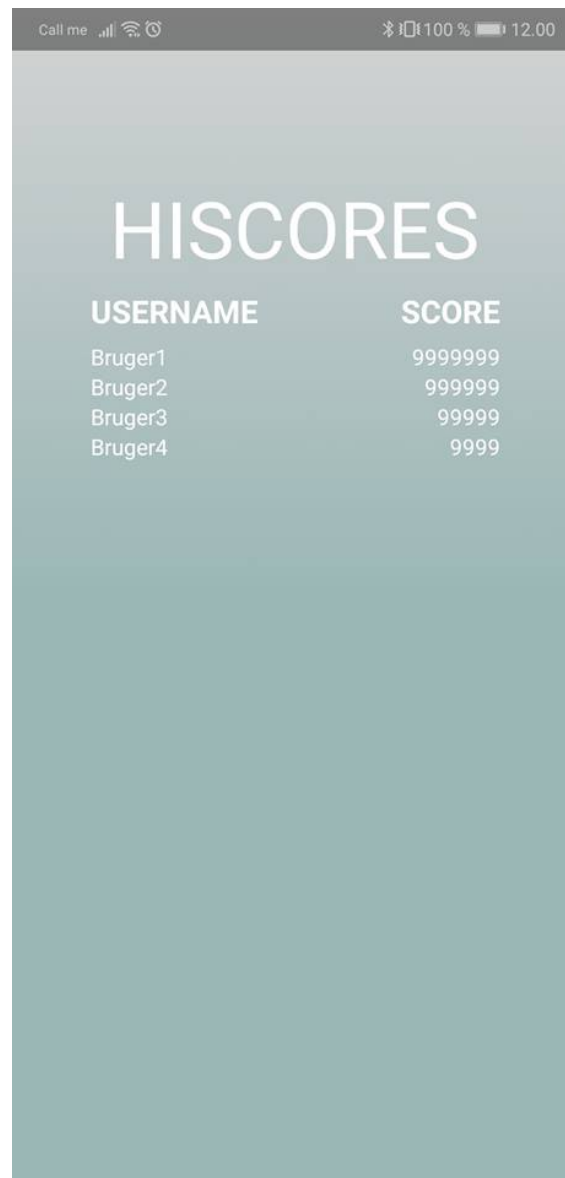 Call me 100 % 12.00
HISCORES
USERNAME SCORE
Bruger1 9999999
Bruger2 999999
Bruger3 99999
Bruger4 9999